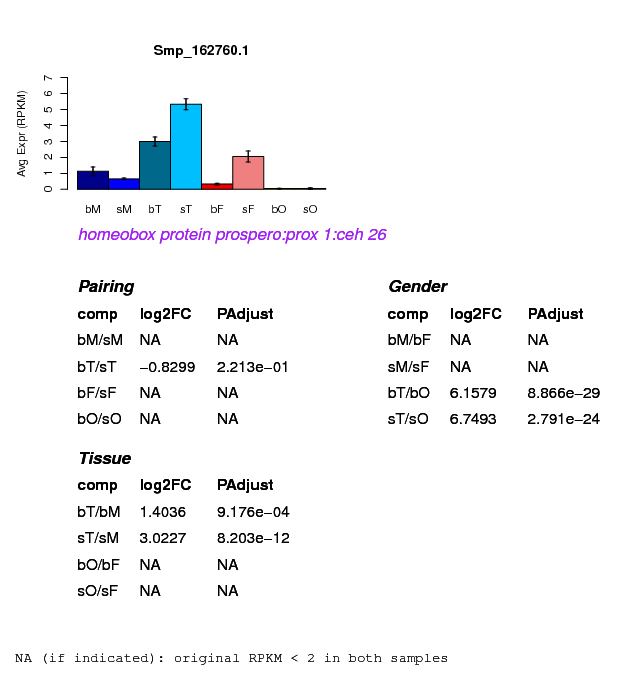 Smp_162760.1
Avg Expr (RPKM)
0 1 2 3 4 5 6 7
bM sM bT sT bF sF bO sO
homeobox protein prospero:prox 1:ceh 26
Pairing
comp log2FC PAdjust
bM/sM NA NA
bT/sT −0.8299 2.213e−01
bF/sF NA NA
bO/sO NA NA
Gender
comp log2FC PAdjust
bM/bF NA NA
sM/sF NA NA
bT/bO 6.1579 8.866e−29
sT/sO 6.7493 2.791e−24
Tissue
comp log2FC PAdjust
bT/bM 1.4036 9.176e−04
sT/sM 3.0227 8.203e−12
bO/bF NA NA
sO/sF NA NA
NA (if indicated): original RPKM < 2 in both samples